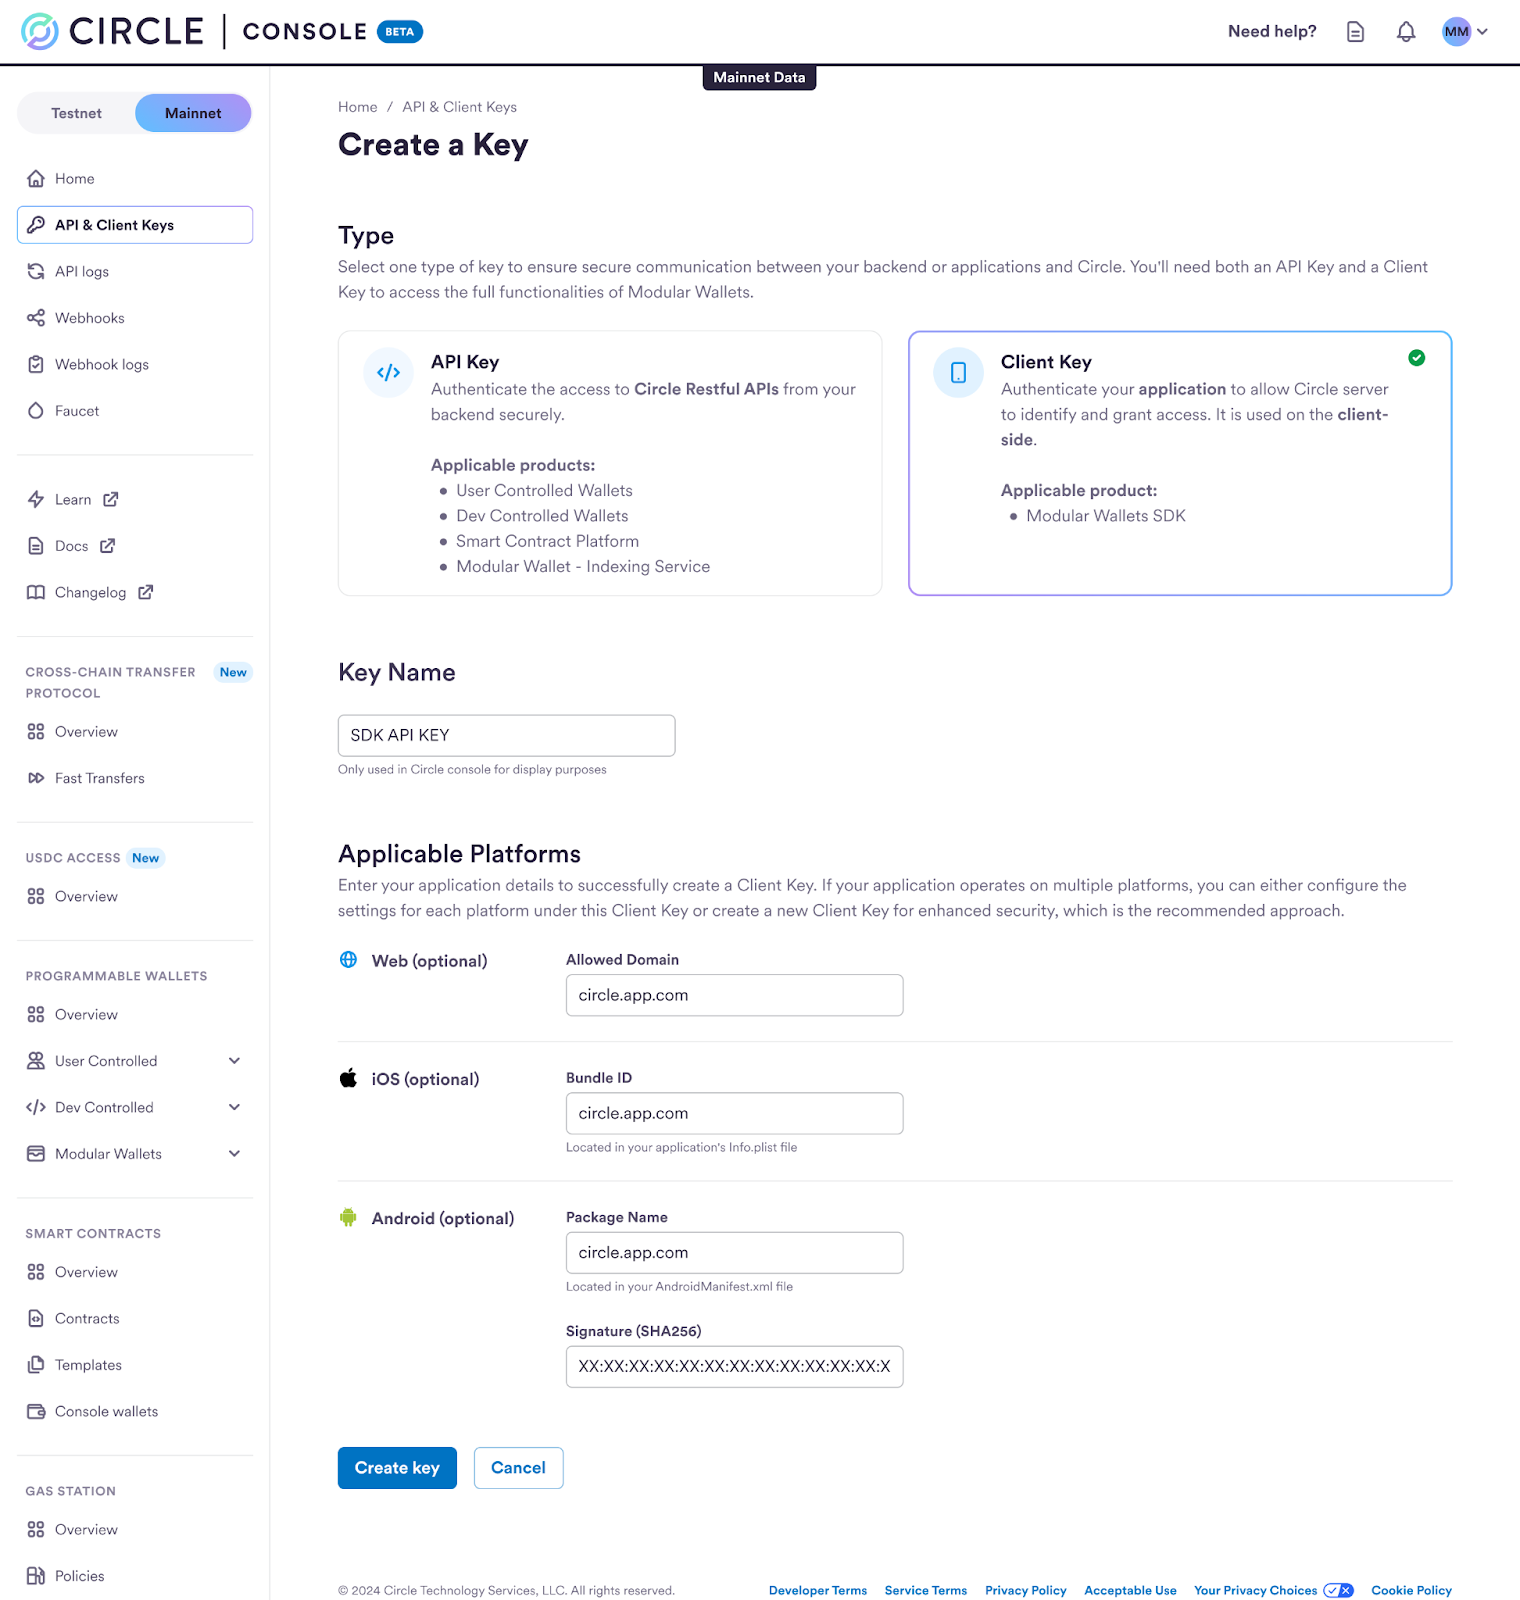 CIRCLE | CONSOLE BETA
Need help?
MM
Mainnet Data
Testnet
Mainnet
Home
API & Client Keys
API logs
Webhooks
Webhook logs
Faucet
Learn
Docs
Changelog
CROSS-CHAIN TRANSFER
PROTOCOL
New
Overview
Fast Transfers
USDC ACCESS New
Overview
PROGRAMMABLE WALLETS
Overview
User Controlled
Dev Controlled
Modular Wallets
SMART CONTRACTS
Overview
Contracts
Templates
Console wallets
GAS STATION
Overview
Policies
Home / API & Client Keys
Create a Key
Type
Select one type of key to ensure secure communication between your backend or applications and Circle. You'll need both an API Key and a Client
Key to access the full functionalities of Modular Wallets.
API Key
Authenticate the access to Circle Restful APIs from your
backend securely.
Applicable products:
• User Controlled Wallets
• Dev Controlled Wallets
• Smart Contract Platform
• Modular Wallet - Indexing Service
Client Key
Authenticate your application to allow Circle server
to identify and grant access. It is used on the client-
side.
Applicable product:
• Modular Wallets SDK
Key Name
SDK API KEY
Only used in Circle console for display purposes
Applicable Platforms
Enter your application details to successfully create a Client Key. If your application operates on multiple platforms, you can either configure the
settings for each platform under this Client Key or create a new Client Key for enhanced security, which is the recommended approach.
Web (optional)
Allowed Domain
circle.app.com
iOS (optional)
Bundle ID
circle.app.com
Located in your application's Info.plist file
Android (optional)
Package Name
circle.app.com
Located in your AndroidManifest.xml file
Signature (SHA256)
XX:XX:XX:XX:XX:XX:XX:XX:XX:XX:XX:XX:X
Create key
Cancel
© 2024 Circle Technology Services, LLC. All rights reserved.
Developer Terms
Service Terms
Privacy Policy
Acceptable Use
Your Privacy Choices
Cookie Policy